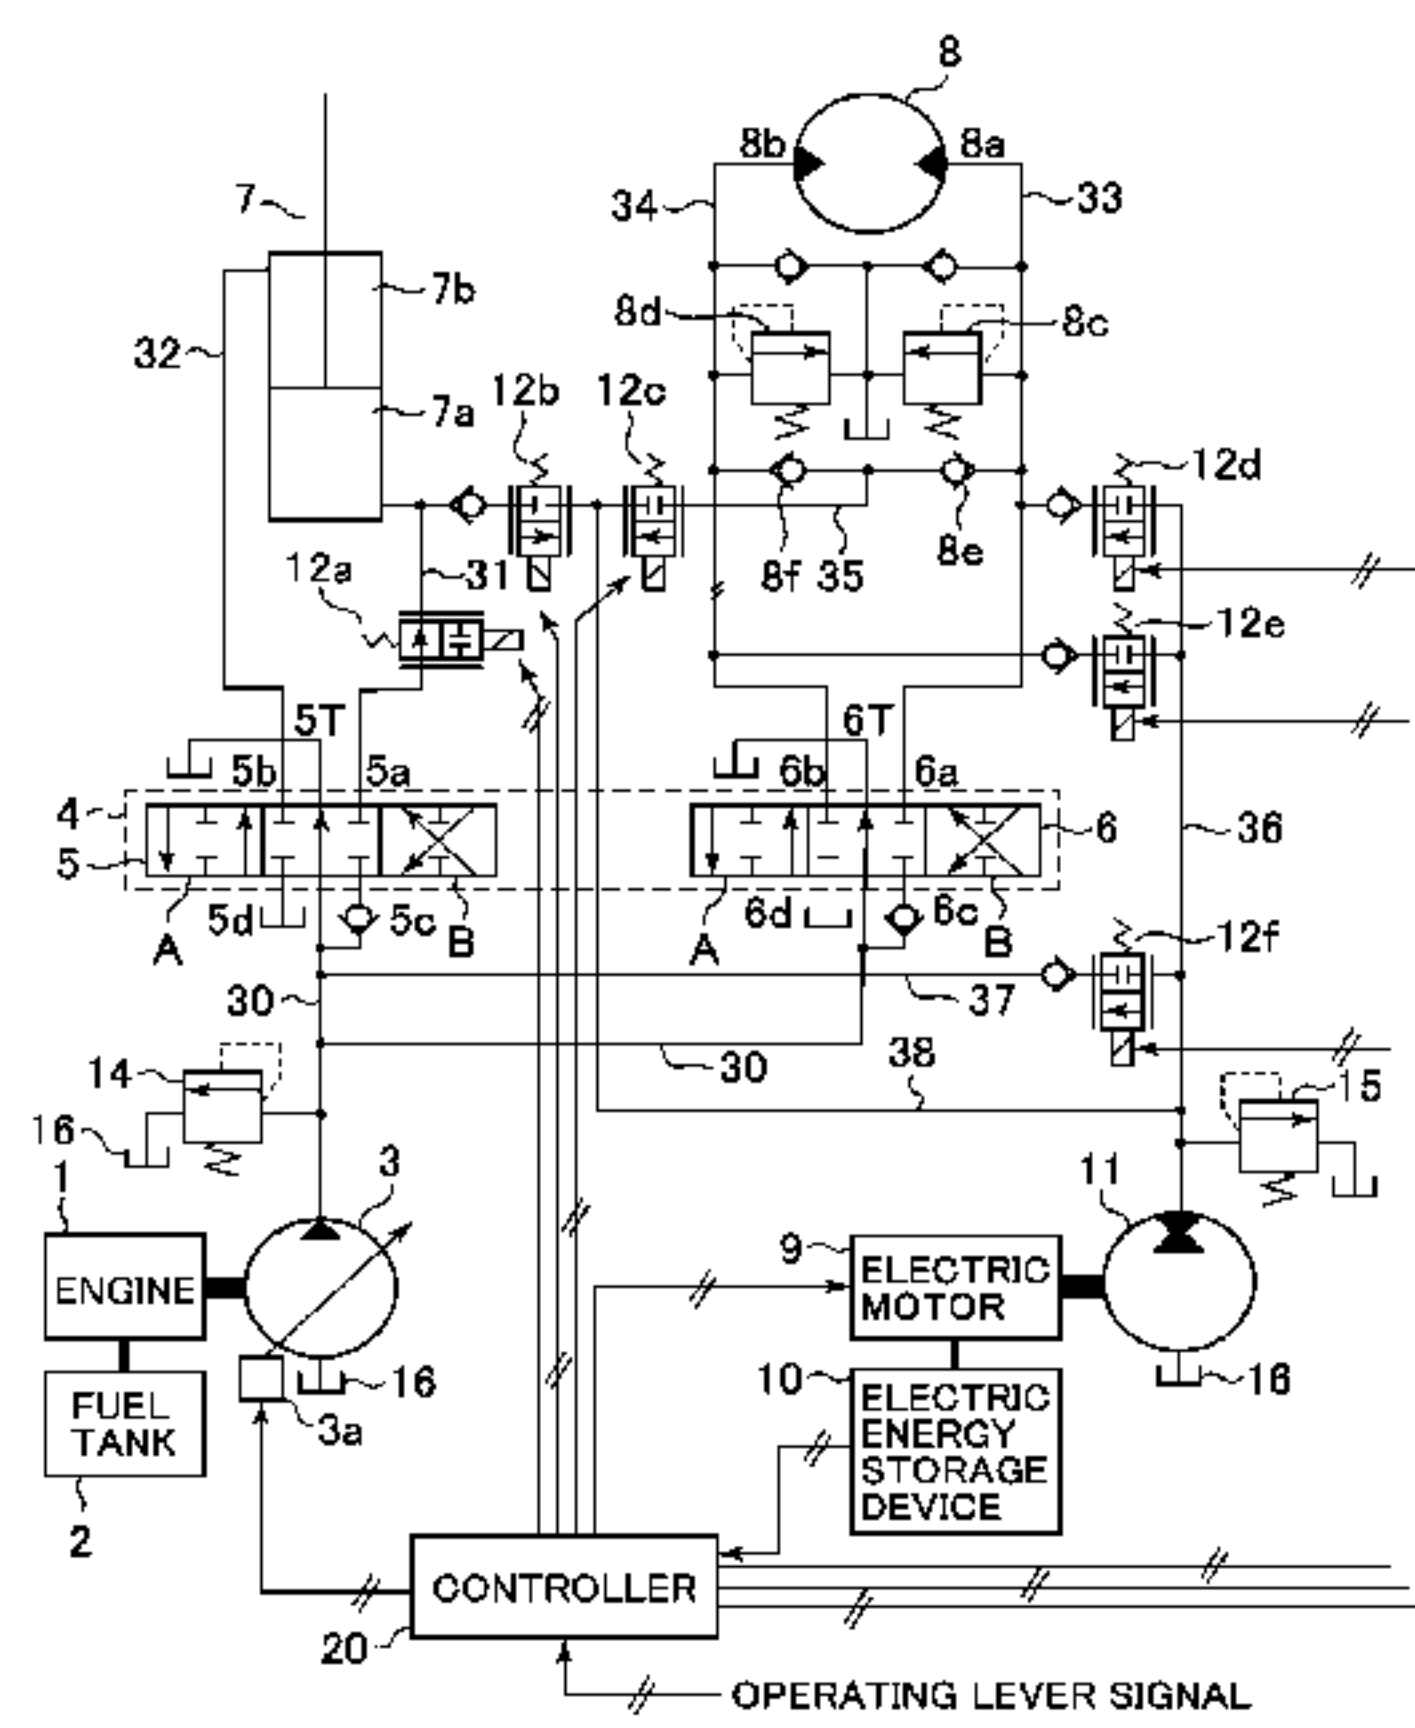 8
8b
8a
34
33
7
7b
8d
8c
32
12b
12c
7a
12d
12a
31
8f
35
8e
12e
5T
6T
5b
5a
6b
6a
4
6
36
5
5d
5c
6d
6c
A
B
A
B
12f
30
37
14
30
38
15
16
1
3
11
9
ENGINE
ELECTRIC
MOTOR
16
10
16
FUEL
TANK
3a
ELECTRIC
ENERGY
STORAGE
DEVICE
2
CONTROLLER
20
OPERATING LEVER SIGNAL